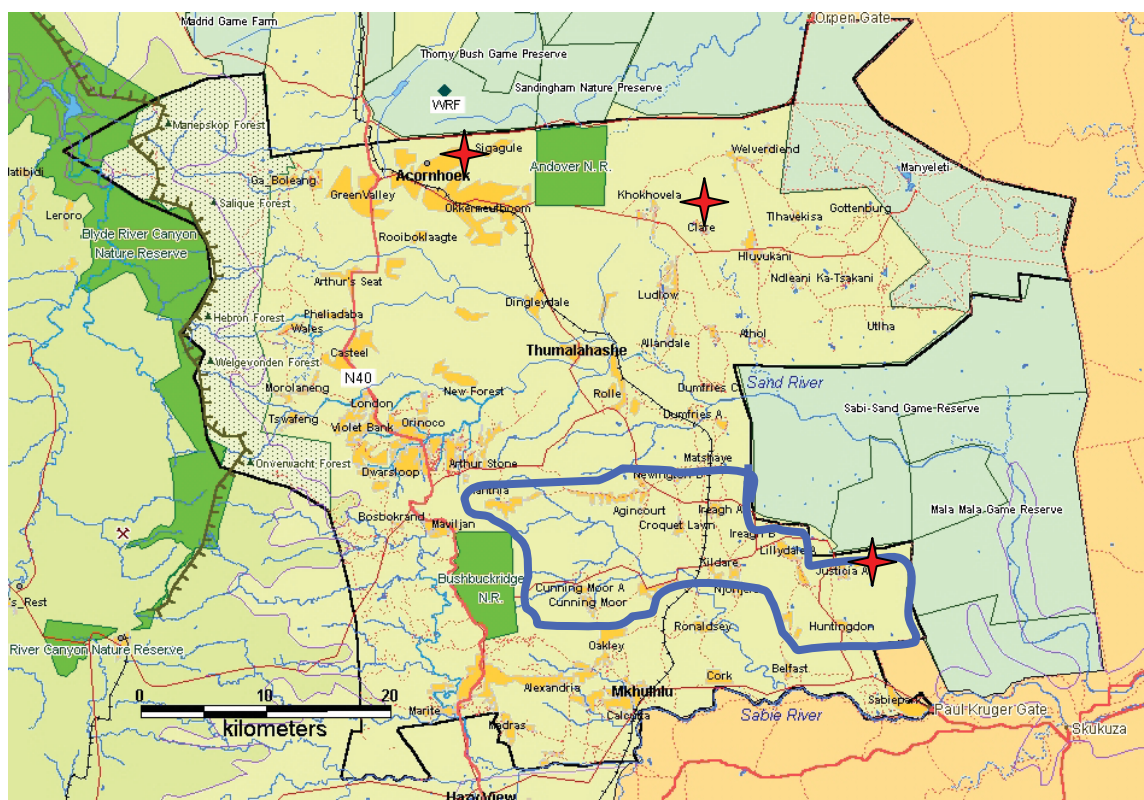 Orpen Gate
Madrid Game Farm
Thorny Bush Game Preserve
Sandingham Nature Preserve
WRF
Manepskop Forest
Sigagule
Welverdiend
Andover N. R.
Manyeleti
Acornhoek
Ga_Boleang
GreenValley
Khokhovela
Salique Forest
Okkerneutboom
Tlhavekisa
Gottenburg
Leroro
Clare
Blyde River Canyon
Nature Reserve
Rooiboklaagte
Hluvukani
Arthur's Seat
Ndleani
Ka-Tsakani
Ludlow
Dingleydale
Pheliadaba
Hebron Forest
Wales
Athol
Utlha
Allandale
Casteel
Thumalahashe
Welgevonden Forest
N40
Sand River
Morolaneng
New Forest
Rolle
Dumfries C
London
Sabi-Sand Game-Reserve
Tswafeng
Violet Bank
Orinoco
Dumfries A
Onverwacht Forest
Arthur Stone
Matshaye
Dwarsloop
Newington B
Agincourt
Ireagh A
Mala Mala Game Reserve
Bosbokrand
Maviljan
Croquet Lawn
Ireagh B
Lillydale B
Kildare
Justicia A
Bushbuckridge
N.R.
Cunning Moor A
Cunning Moor
's_Rest
Ronaldsey
Huntingdon
River Canyon Nature Reserve
Oakley
Belfast
Cork
0
10
20
kilometers
Alexandria
Mkhulhlu
Marite
Calcutta
Sabiepark
Paul Kruger Gate
Madras
Sabie River
Skukuza